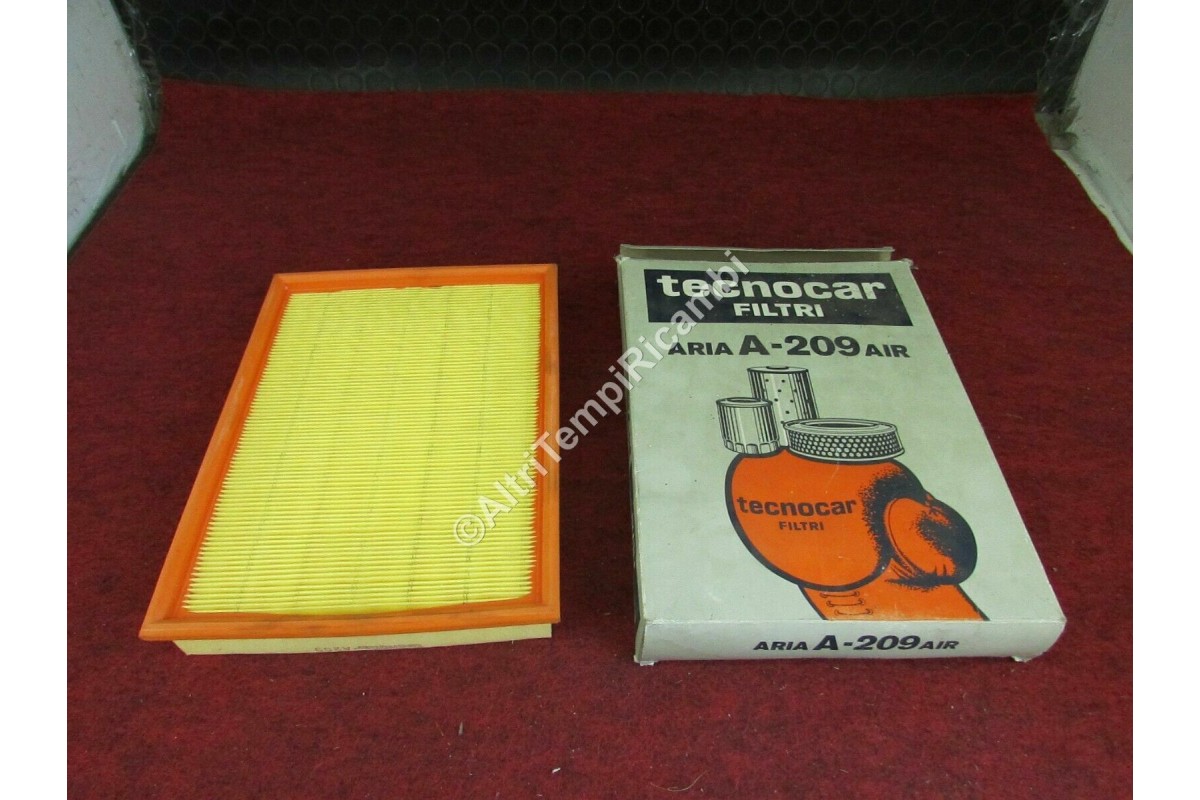 tecnocar
FILTRI
ARIA A-209 AIR
tecnocar
FILTRI
ARIA A-209 AIR
©AltriTempiRicambi